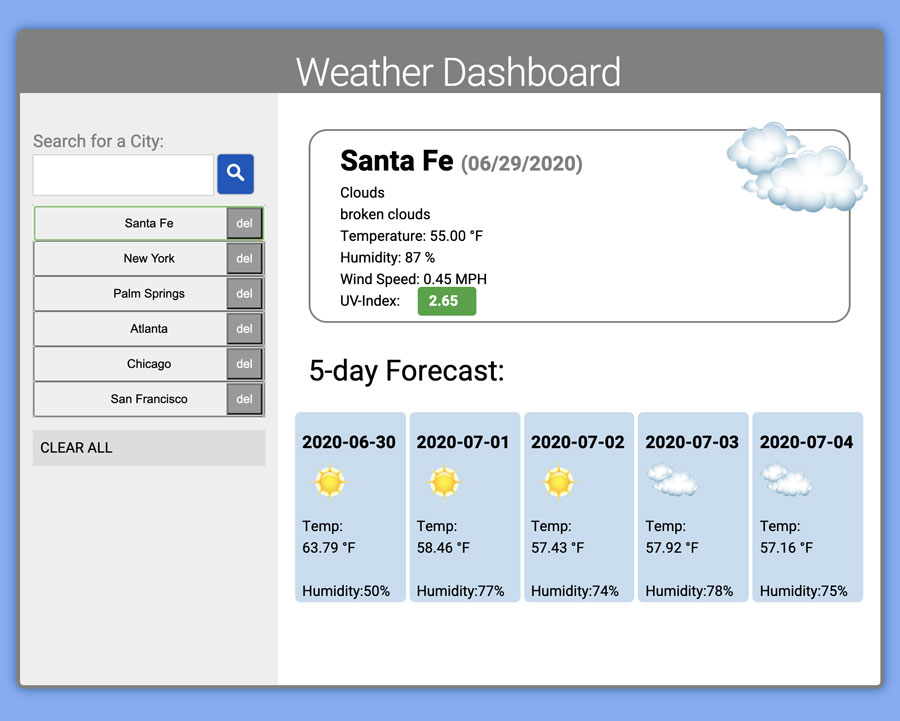 Weather Dashboard
Search for a City:
Santa Fe del
New York del
Palm Springs del
Atlanta del
Chicago del
San Francisco del
CLEAR ALL
Santa Fe (06/29/2020)
Clouds
broken clouds
Temperature: 55.00 °F
Humidity: 87 %
Wind Speed: 0.45 MPH
UV-Index: 2.65
5-day Forecast:
2020-06-30
Temp:
63.79 °F
Humidity:50%
2020-07-01
Temp:
58.46 °F
Humidity:77%
2020-07-02
Temp:
57.43 °F
Humidity:74%
2020-07-03
Temp:
57.92 °F
Humidity:78%
2020-07-04
Temp:
57.16 °F
Humidity:75%